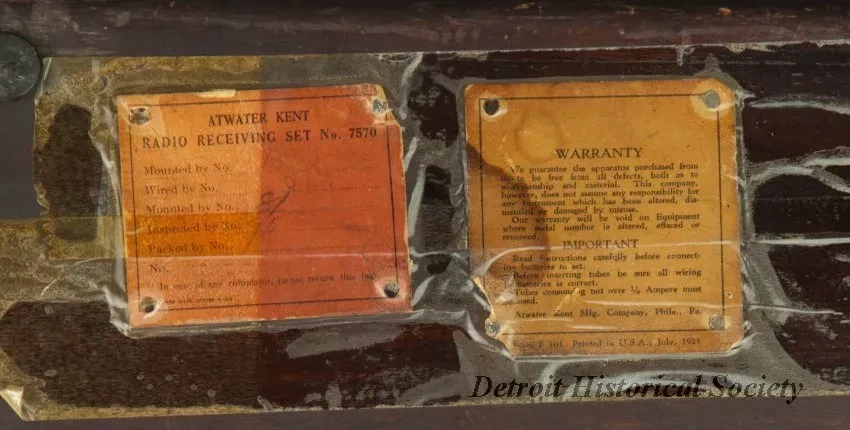 ATWATER KENT
RADIO RECEIVING SET No. 7570
Mounted by No.
Wired by No.
Mounted by No.
Inspected by No.
Packed by No.
No.
In case of any complaint, please return this
WARRANTY
We guarantee the apparatus purchased from
us to be free from all defects, both as to
workmanship and material. This company,
however, does not assume any responsibility for
any instrument which has been altered, dis-
mantled or damaged by misuse.
Our warranty will be void on Equipment
where serial number is altered, effaced or
removed.
IMPORTANT
Read instructions carefully before connect-
ing batteries to set.
Before inserting tubes be sure all wiring
to batteries is correct.
Tubes consuming not over ¼ Ampere must
be used.
Atwater Kent Mfg. Company, Phila., Pa.
Printed in U.S.A., July, 1924
Detroit Historical Society